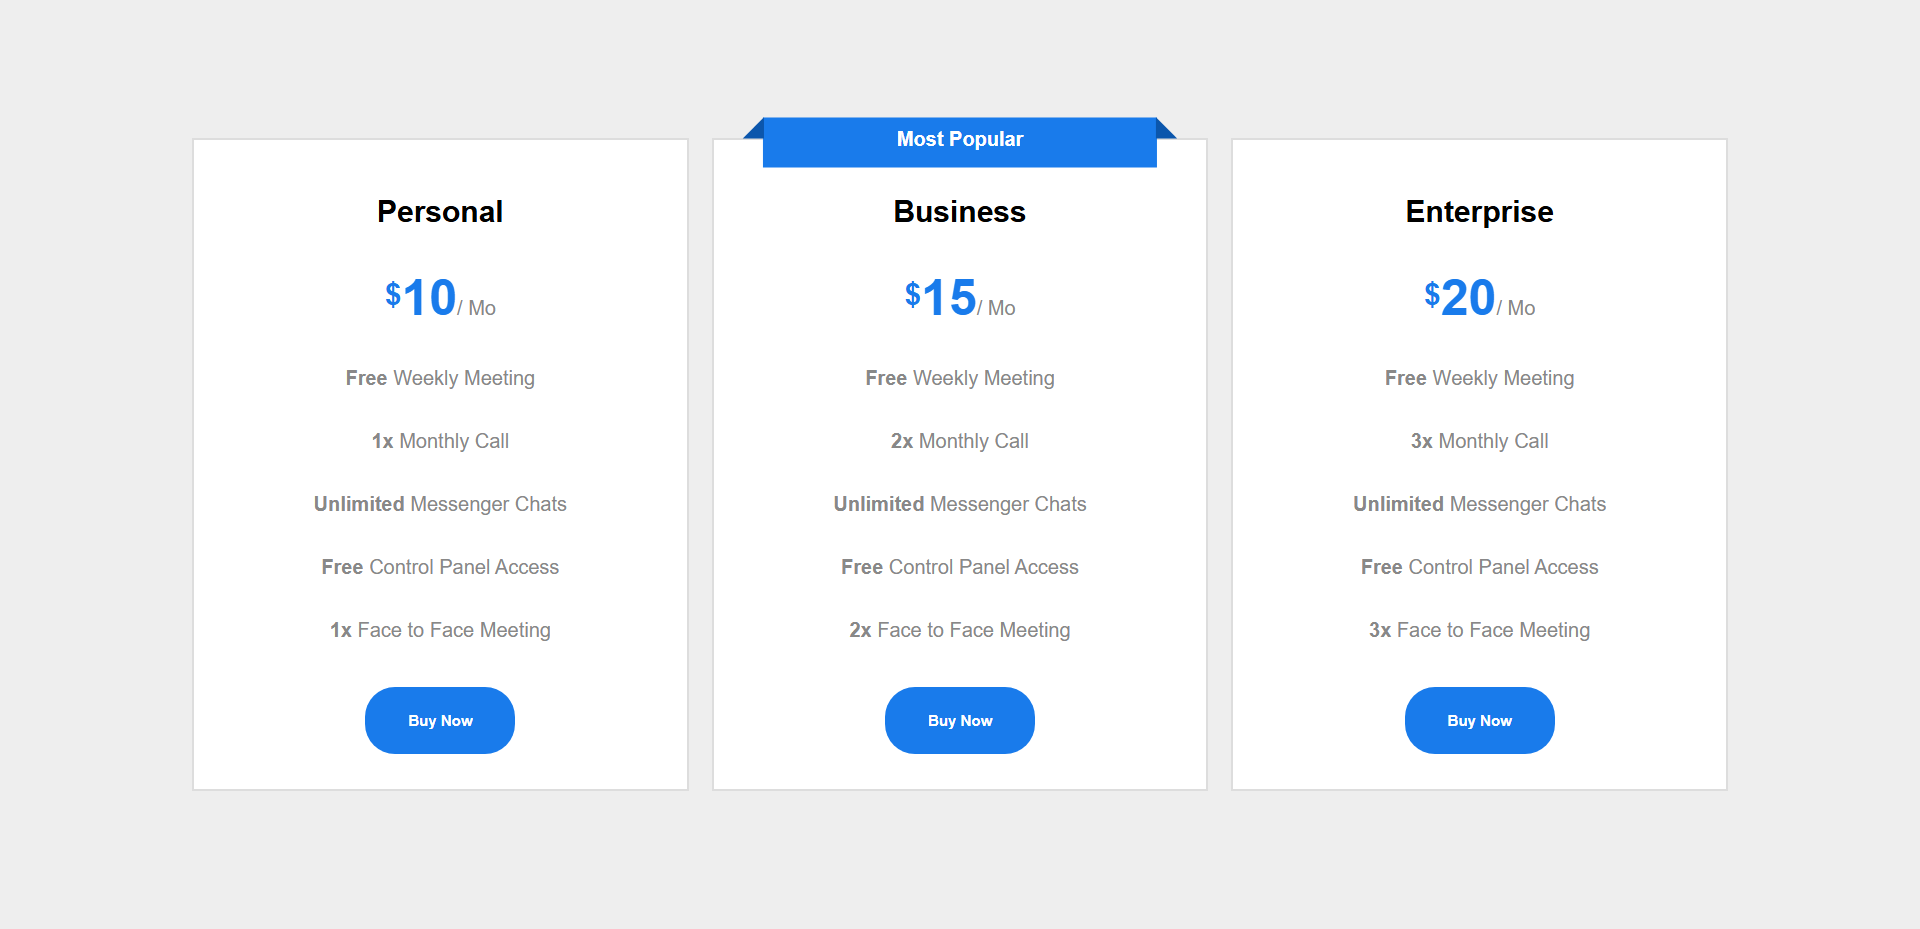 Most Popular
Personal
$10/ Mo
Free Weekly Meeting
1x Monthly Call
Unlimited Messenger Chats
Free Control Panel Access
1x Face to Face Meeting
Buy Now
Business
$15/ Mo
Free Weekly Meeting
2x Monthly Call
Unlimited Messenger Chats
Free Control Panel Access
2x Face to Face Meeting
Buy Now
Enterprise
$20/ Mo
Free Weekly Meeting
3x Monthly Call
Unlimited Messenger Chats
Free Control Panel Access
3x Face to Face Meeting
Buy Now